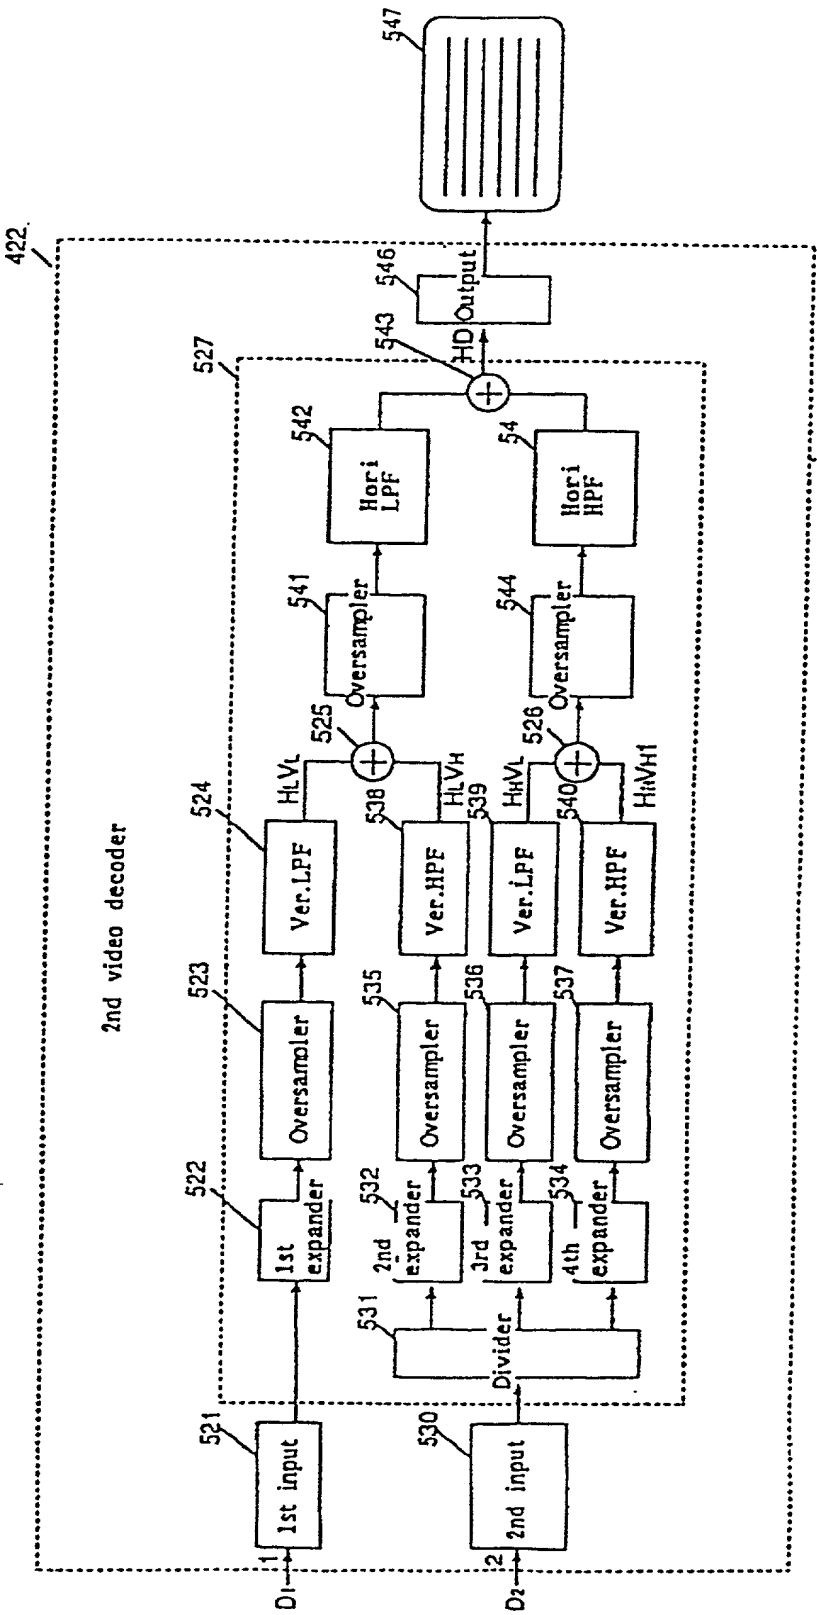 422
2nd video decoder
527
D1
1
521
1st input
522
1st
expander
523
Oversampler
524
Ver.LPF
HLVL
525
541
Oversampler
542
Hori
LPF
543
HD
546
Output
547
D2
2
530
2nd input
531
Divider
532
2nd
expander
535
Oversampler
538
Ver.HPF
HLVH
533
3rd
expander
536
Oversampler
539
Ver.LPF
HHVL
526
544
Oversampler
54
Hori
HPF
534
4th
expander
537
Oversampler
540
Ver.HPF